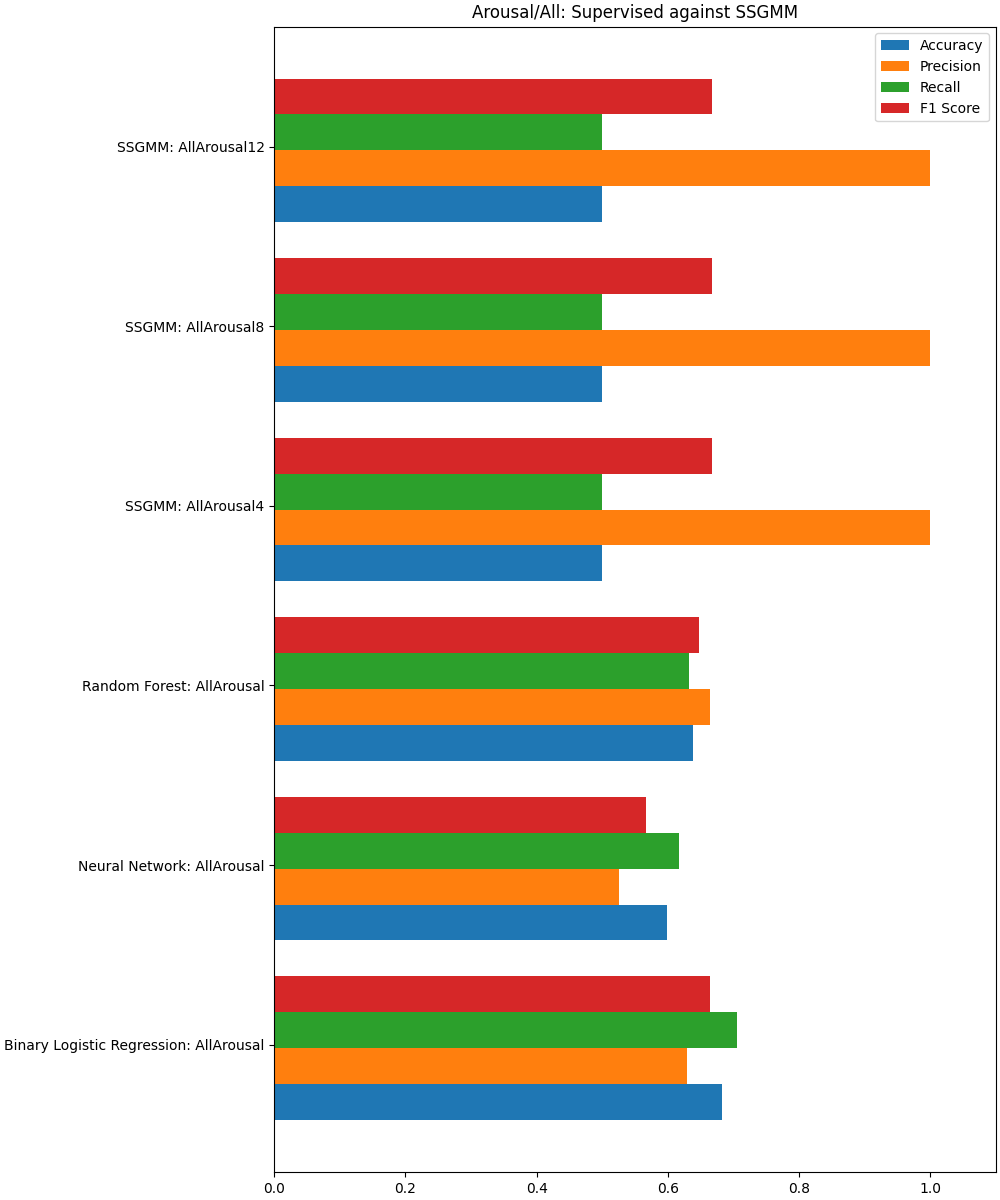 Arousal/All: Supervised against SSGMM
Accuracy
Precision
Recall
F1 Score
SSGMM: AllArousal12
SSGMM: AllArousal8
SSGMM: AllArousal4
Random Forest: AllArousal
Neural Network: AllArousal
Binary Logistic Regression: AllArousal
0.0 0.2 0.4 0.6 0.8 1.0